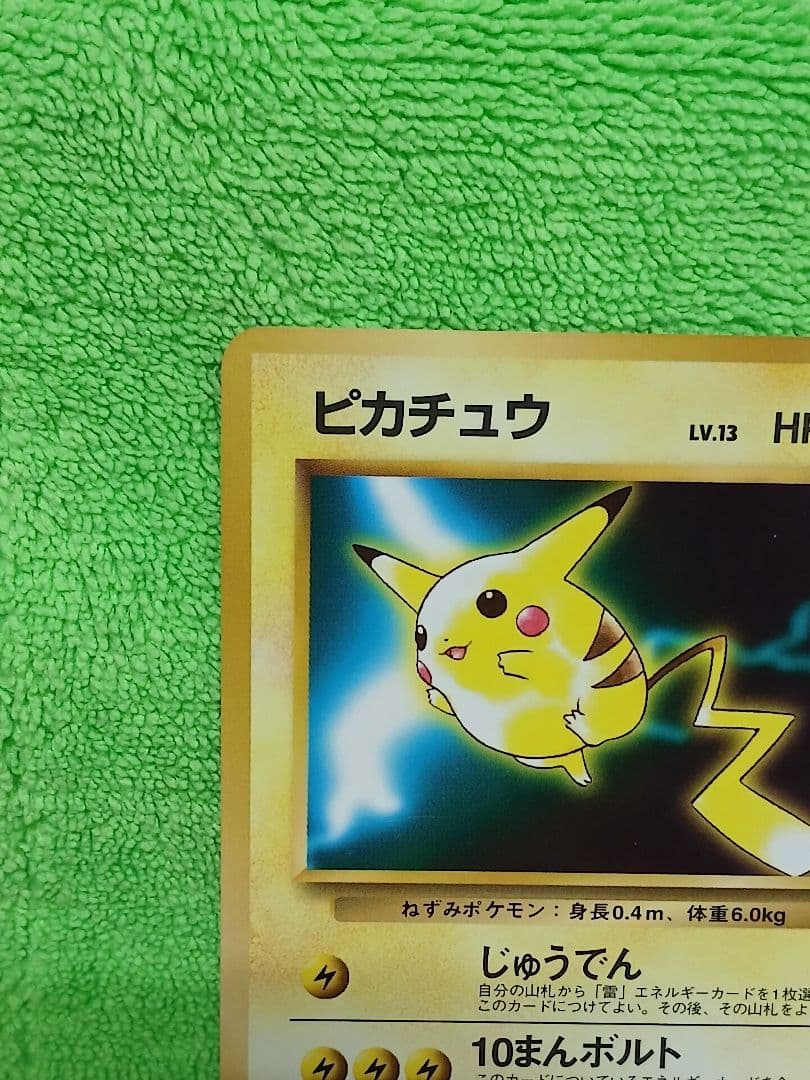 ピカチュウ
LV.13
ねずみポケモン：身長0.4m、体重6.0kg
じゅうでん
自分の山札から「雷」エネルギーカードを1枚選
このカードにつけてよい。その後、その山札をよ
10まんボルト